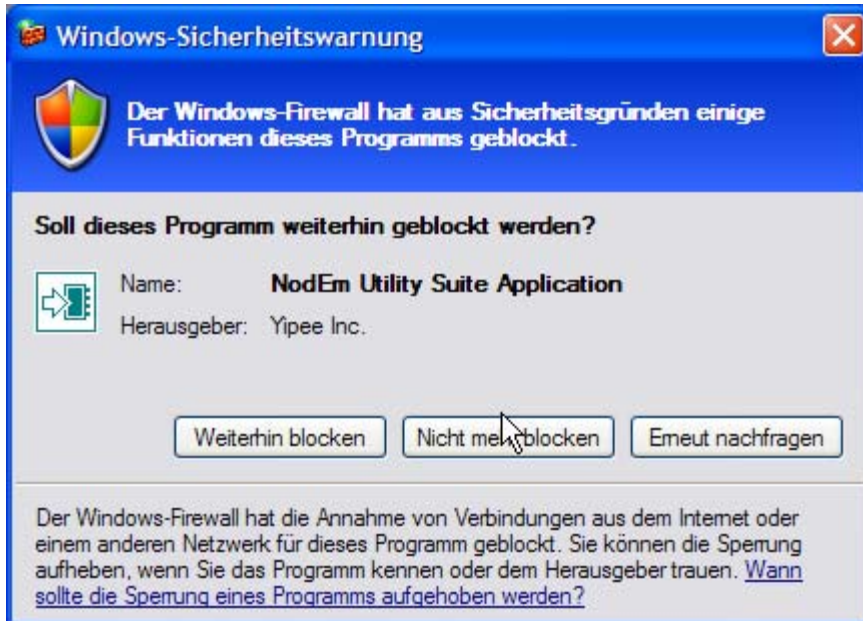 Windows-Sicherheitswarnung
Der Windows-Firewall hat aus Sicherheitsgründen einige
Funktionen dieses Programms geblockt.
Soll dieses Programm weiterhin geblockt werden?
Name: NodEm Utility Suite Application
Herausgeber: Yipee Inc.
Weiterhin blocken Nicht mehr blocken Erneut nachfragen
Der Windows-Firewall hat die Annahme von Verbindungen aus dem Internet oder
einem anderen Netzwerk für dieses Programm geblockt. Sie können die Sperrung
aufheben, wenn Sie das Programm kennen oder dem Herausgeber trauen. Wann
sollte die Sperrung eines Programms aufgehoben werden?